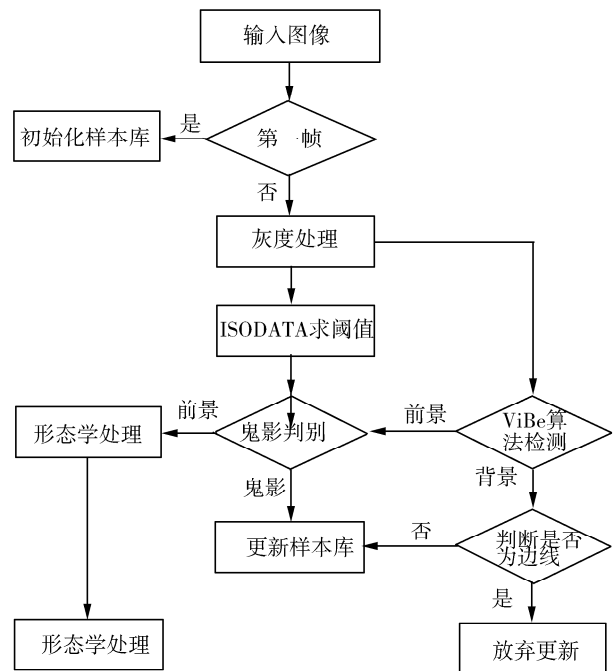 输入图像
第一帧
是
初始化样本库
否
灰度处理
ISODATA求阈值
前景
前景
ViBe算
法检测
形态学处理
鬼影判别
鬼影
背景
更新样本库
否
判断是否
为边线
是
形态学处理
放弃更新